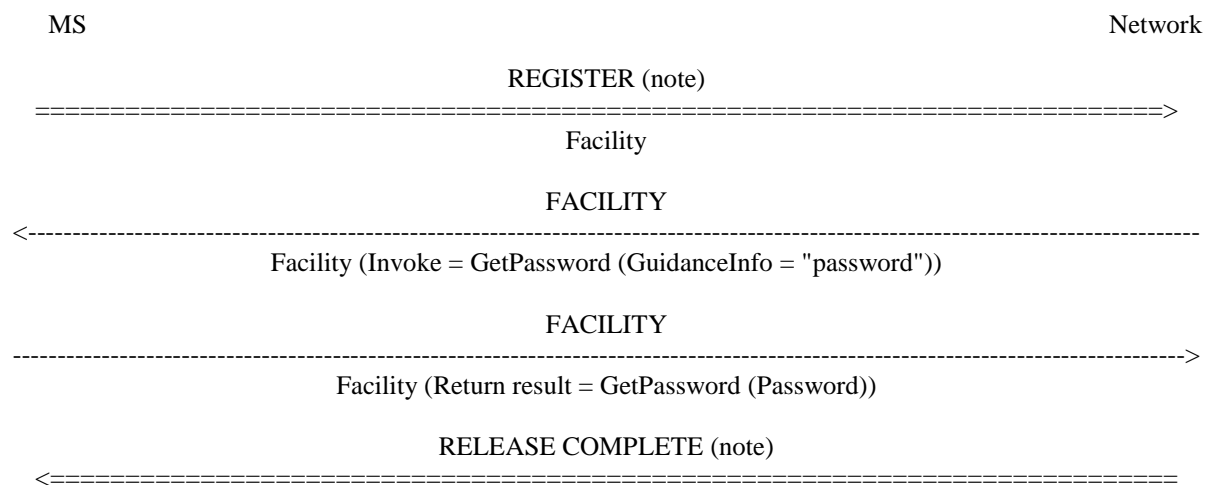 MS Network
REGISTER (note)
===========================================================================>
Facility
FACILITY
<------------------------------------------------------------------------------------------------------------------------------------
Facility (Invoke = GetPassword (GuidanceInfo = "password"))
FACILITY
------------------------------------------------------------------------------------------------------------------------------------>
Facility (Return result = GetPassword (Password))
RELEASE COMPLETE (note)
<===========================================================================